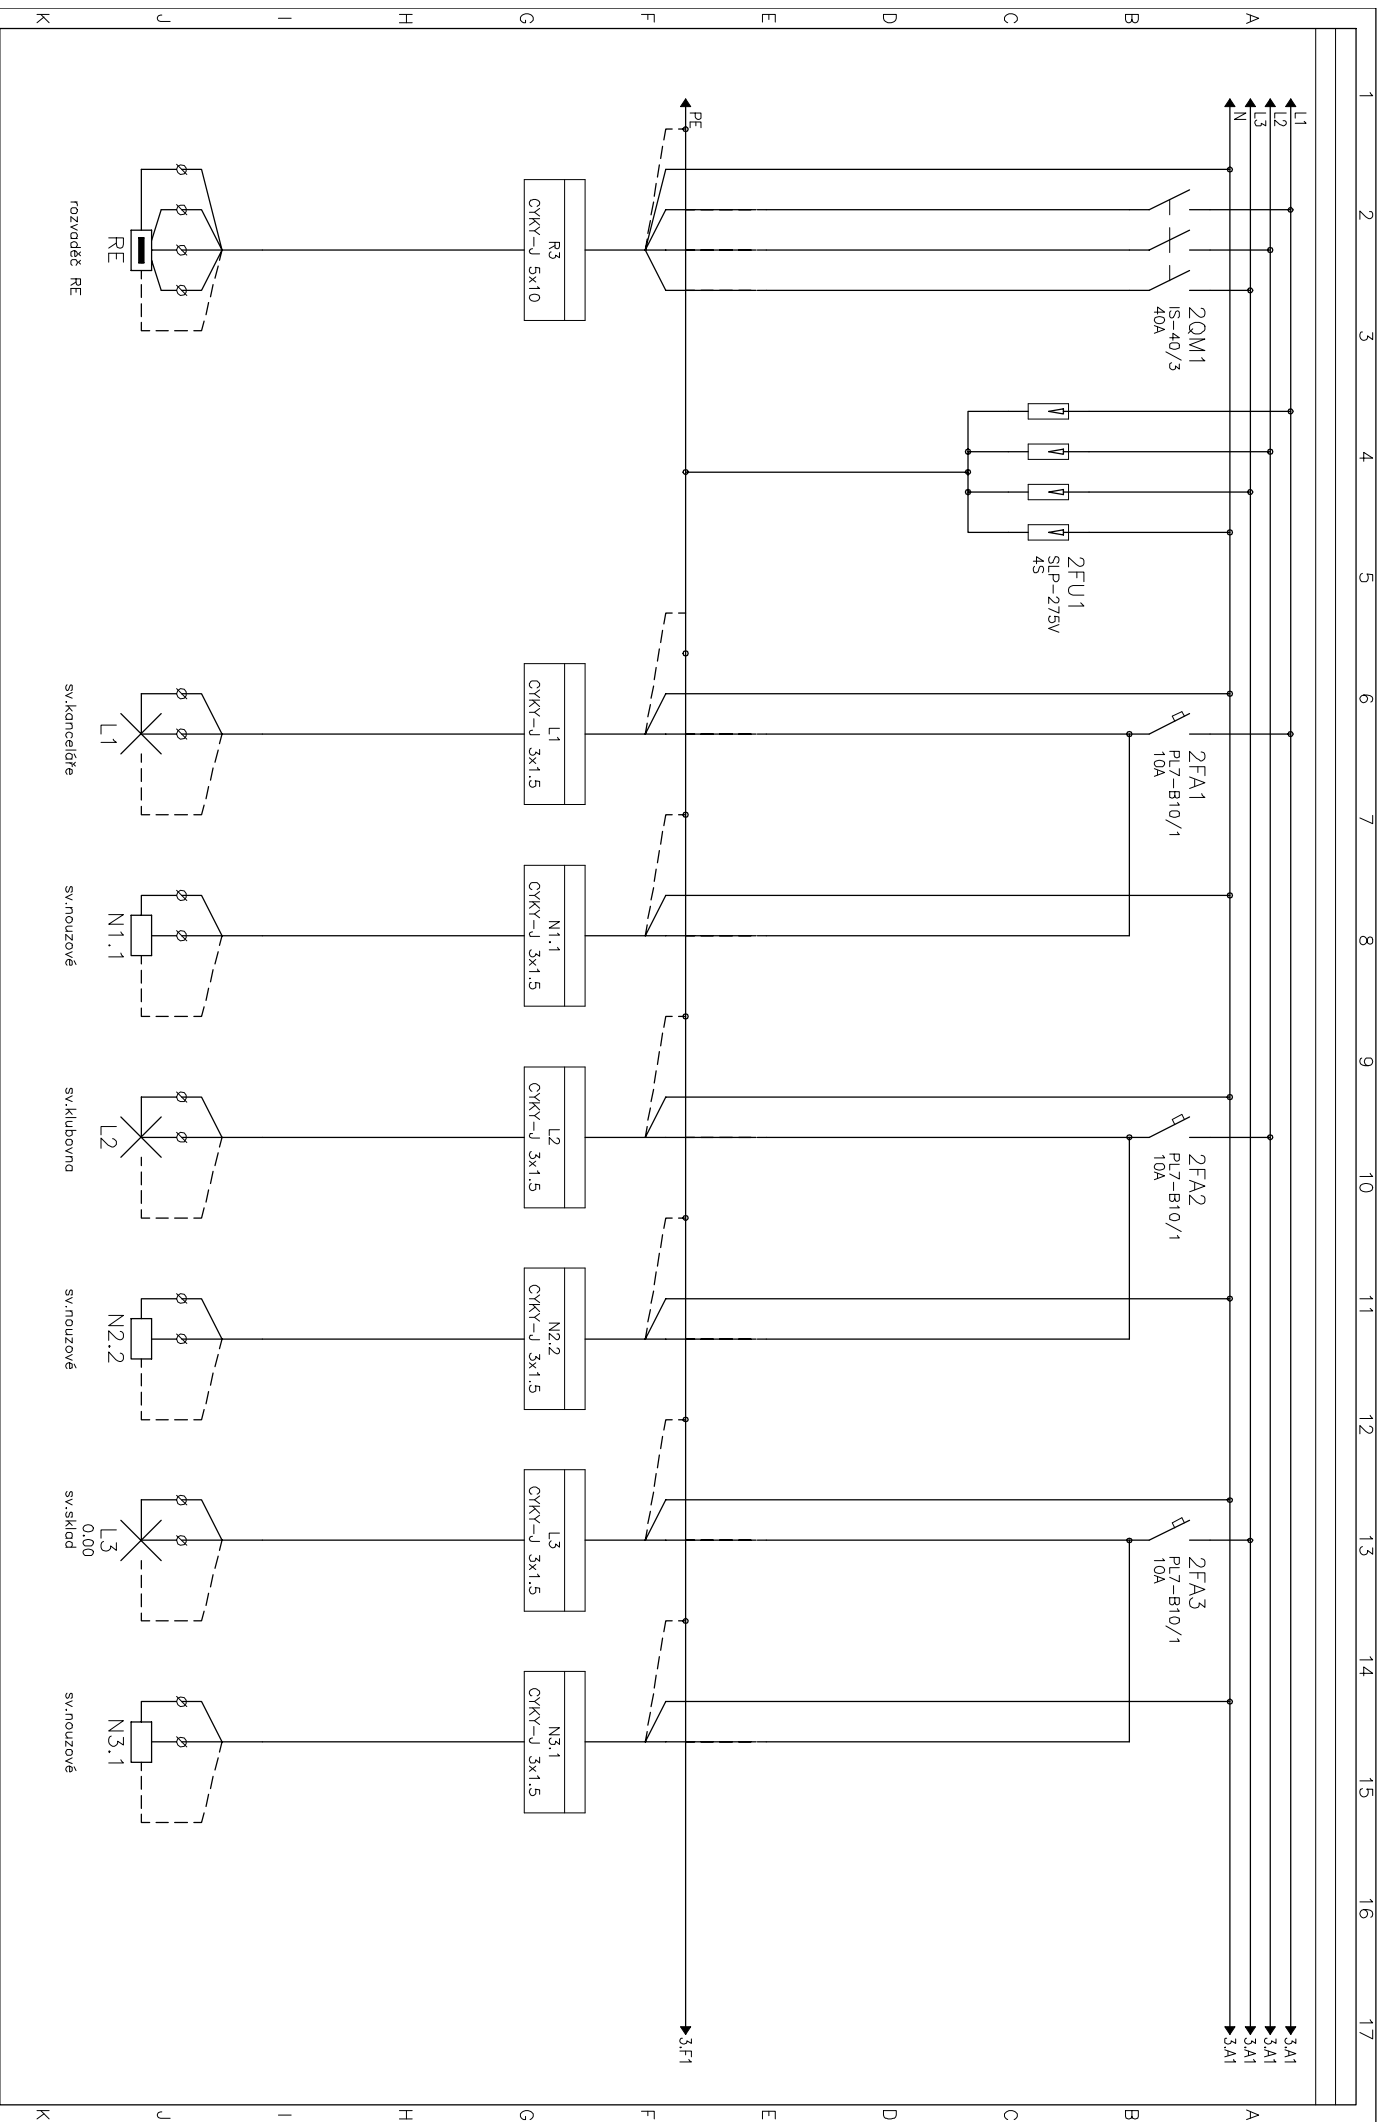 1 2 3 4 5 6 7 8 9 10 11 12 13 14 15 16 17
A
B
C
D
E
F
G
H
I
J
K
A
B
C
D
E
F
G
H
I
J
K
L1
L2
L3
N
PE
3.A1
3.A1
3.A1
3.A1
3.F1
2QM1
IS-40/3
40A
2FU1
SLP-275V
4S
2FA1
PL7-B10/1
10A
2FA2
PL7-B10/1
10A
2FA3
PL7-B10/1
10A
R3
CYKY-J 5x10
L1
CYKY-J 3x1.5
N1.1
CYKY-J 3x1.5
L2
CYKY-J 3x1.5
N2.2
CYKY-J 3x1.5
L3
CYKY-J 3x1.5
N3.1
CYKY-J 3x1.5
RE
rozvaděč RE
L1
sv.kanceláře
N1.1
sv.nouzové
L2
sv.klubovna
N2.2
sv.nouzové
L3
0.00
sv.sklad
N3.1
sv.nouzové